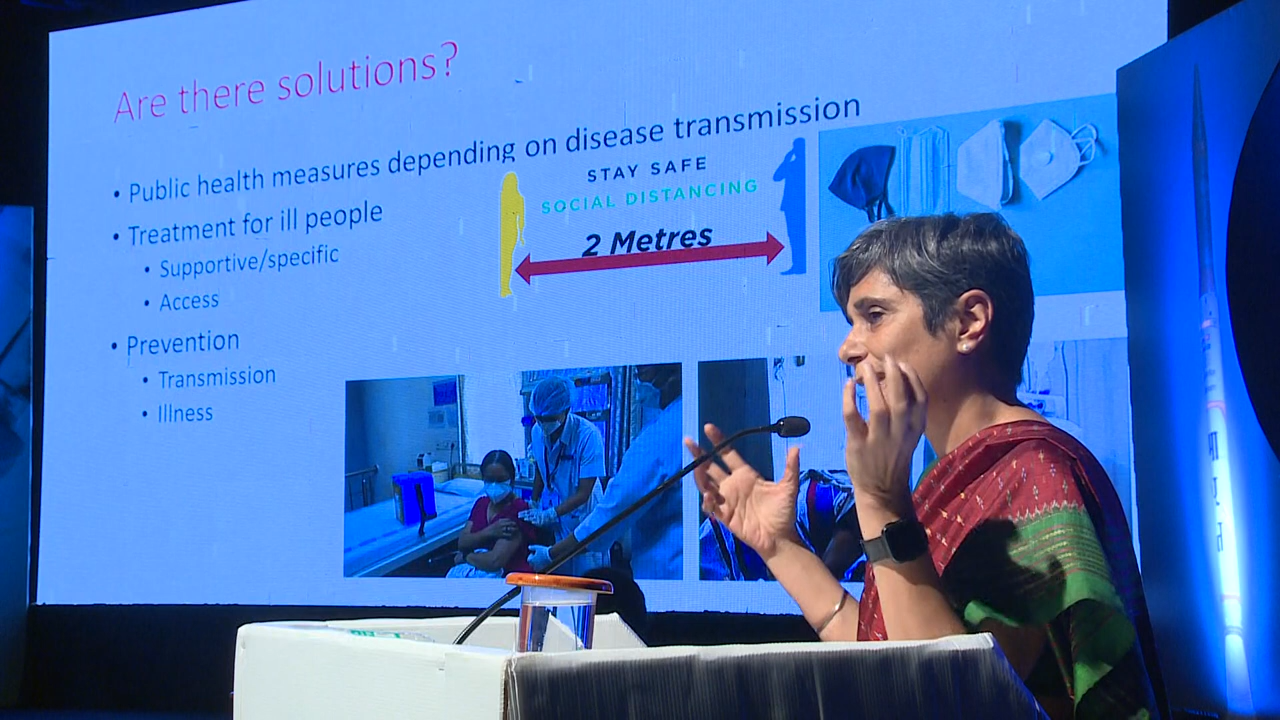 Are there solutions?
• Public health measures depending on disease transmission
• Treatment for ill people
• Supportive/specific
• Access
• Prevention
• Transmission
• Illness
STAY SAFE
SOCIAL DISTANCING
2 Metres